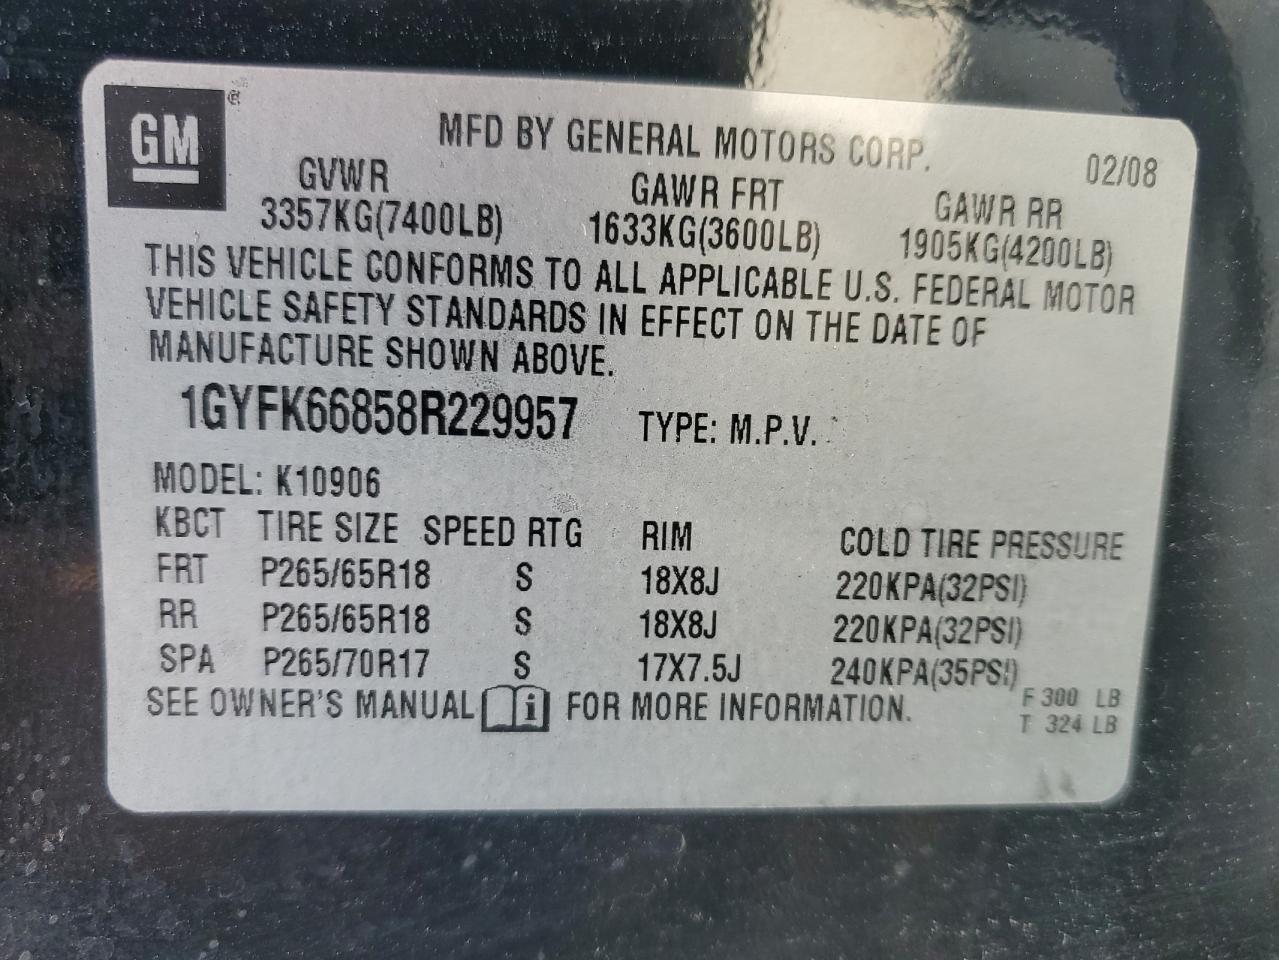 GM
MFD BY GENERAL MOTORS CORP. 02/08
GVWR GAWR FRT GAWR RR
3357KG(7400LB) 1633KG(3600LB) 1905KG(4200LB)
THIS VEHICLE CONFORMS TO ALL APPLICABLE U.S. FEDERAL MOTOR
VEHICLE SAFETY STANDARDS IN EFFECT ON THE DATE OF
MANUFACTURE SHOWN ABOVE.
1GYFK66858R229957 TYPE: M.P.V.
MODEL: K10906
KBCT TIRE SIZE SPEED RTG RIM COLD TIRE PRESSURE
FRT P265/65R18 S 18X8J 220KPA(32PSI)
RR P265/65R18 S 18X8J 220KPA(32PSI)
SPA P265/70R17 S 17X7.5J 240KPA(35PSI)
SEE OWNER'S MANUAL i FOR MORE INFORMATION.
F 300 LB
T 324 LB